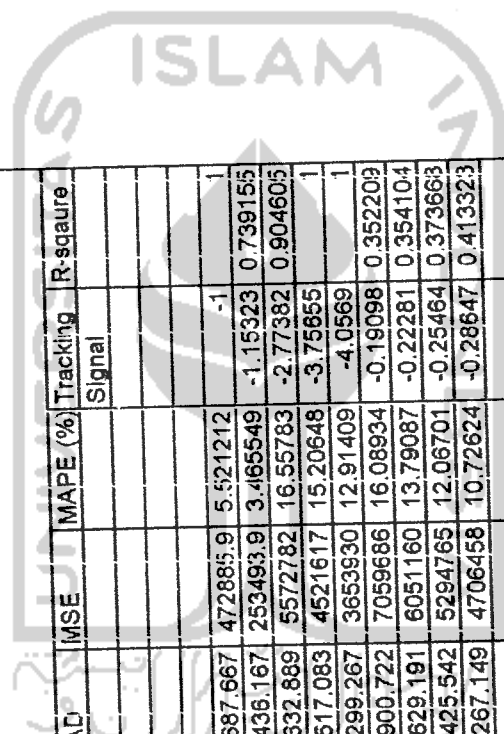 ISLAM
UNIVERSITAS
AD MSE MAPE (%) Tracking Signal R-sqaure
687.667 472885.9 5.521212 -1 1
436.167 253493.9 3.465549 -1.15323 0.739155
632.889 5572782 16.55783 -2.77382 0.904605
517.083 4521617 15.20648 -3.75655 1
299.267 3653930 12.91409 -4.0569 1
900.722 7059686 16.08934 -0.19098 0.352209
629.191 6051160 13.79087 -0.22281 0.354104
425.542 5294765 12.06701 -0.25464 0.373668
267.149 4706458 10.72624 -0.28647 0.413323